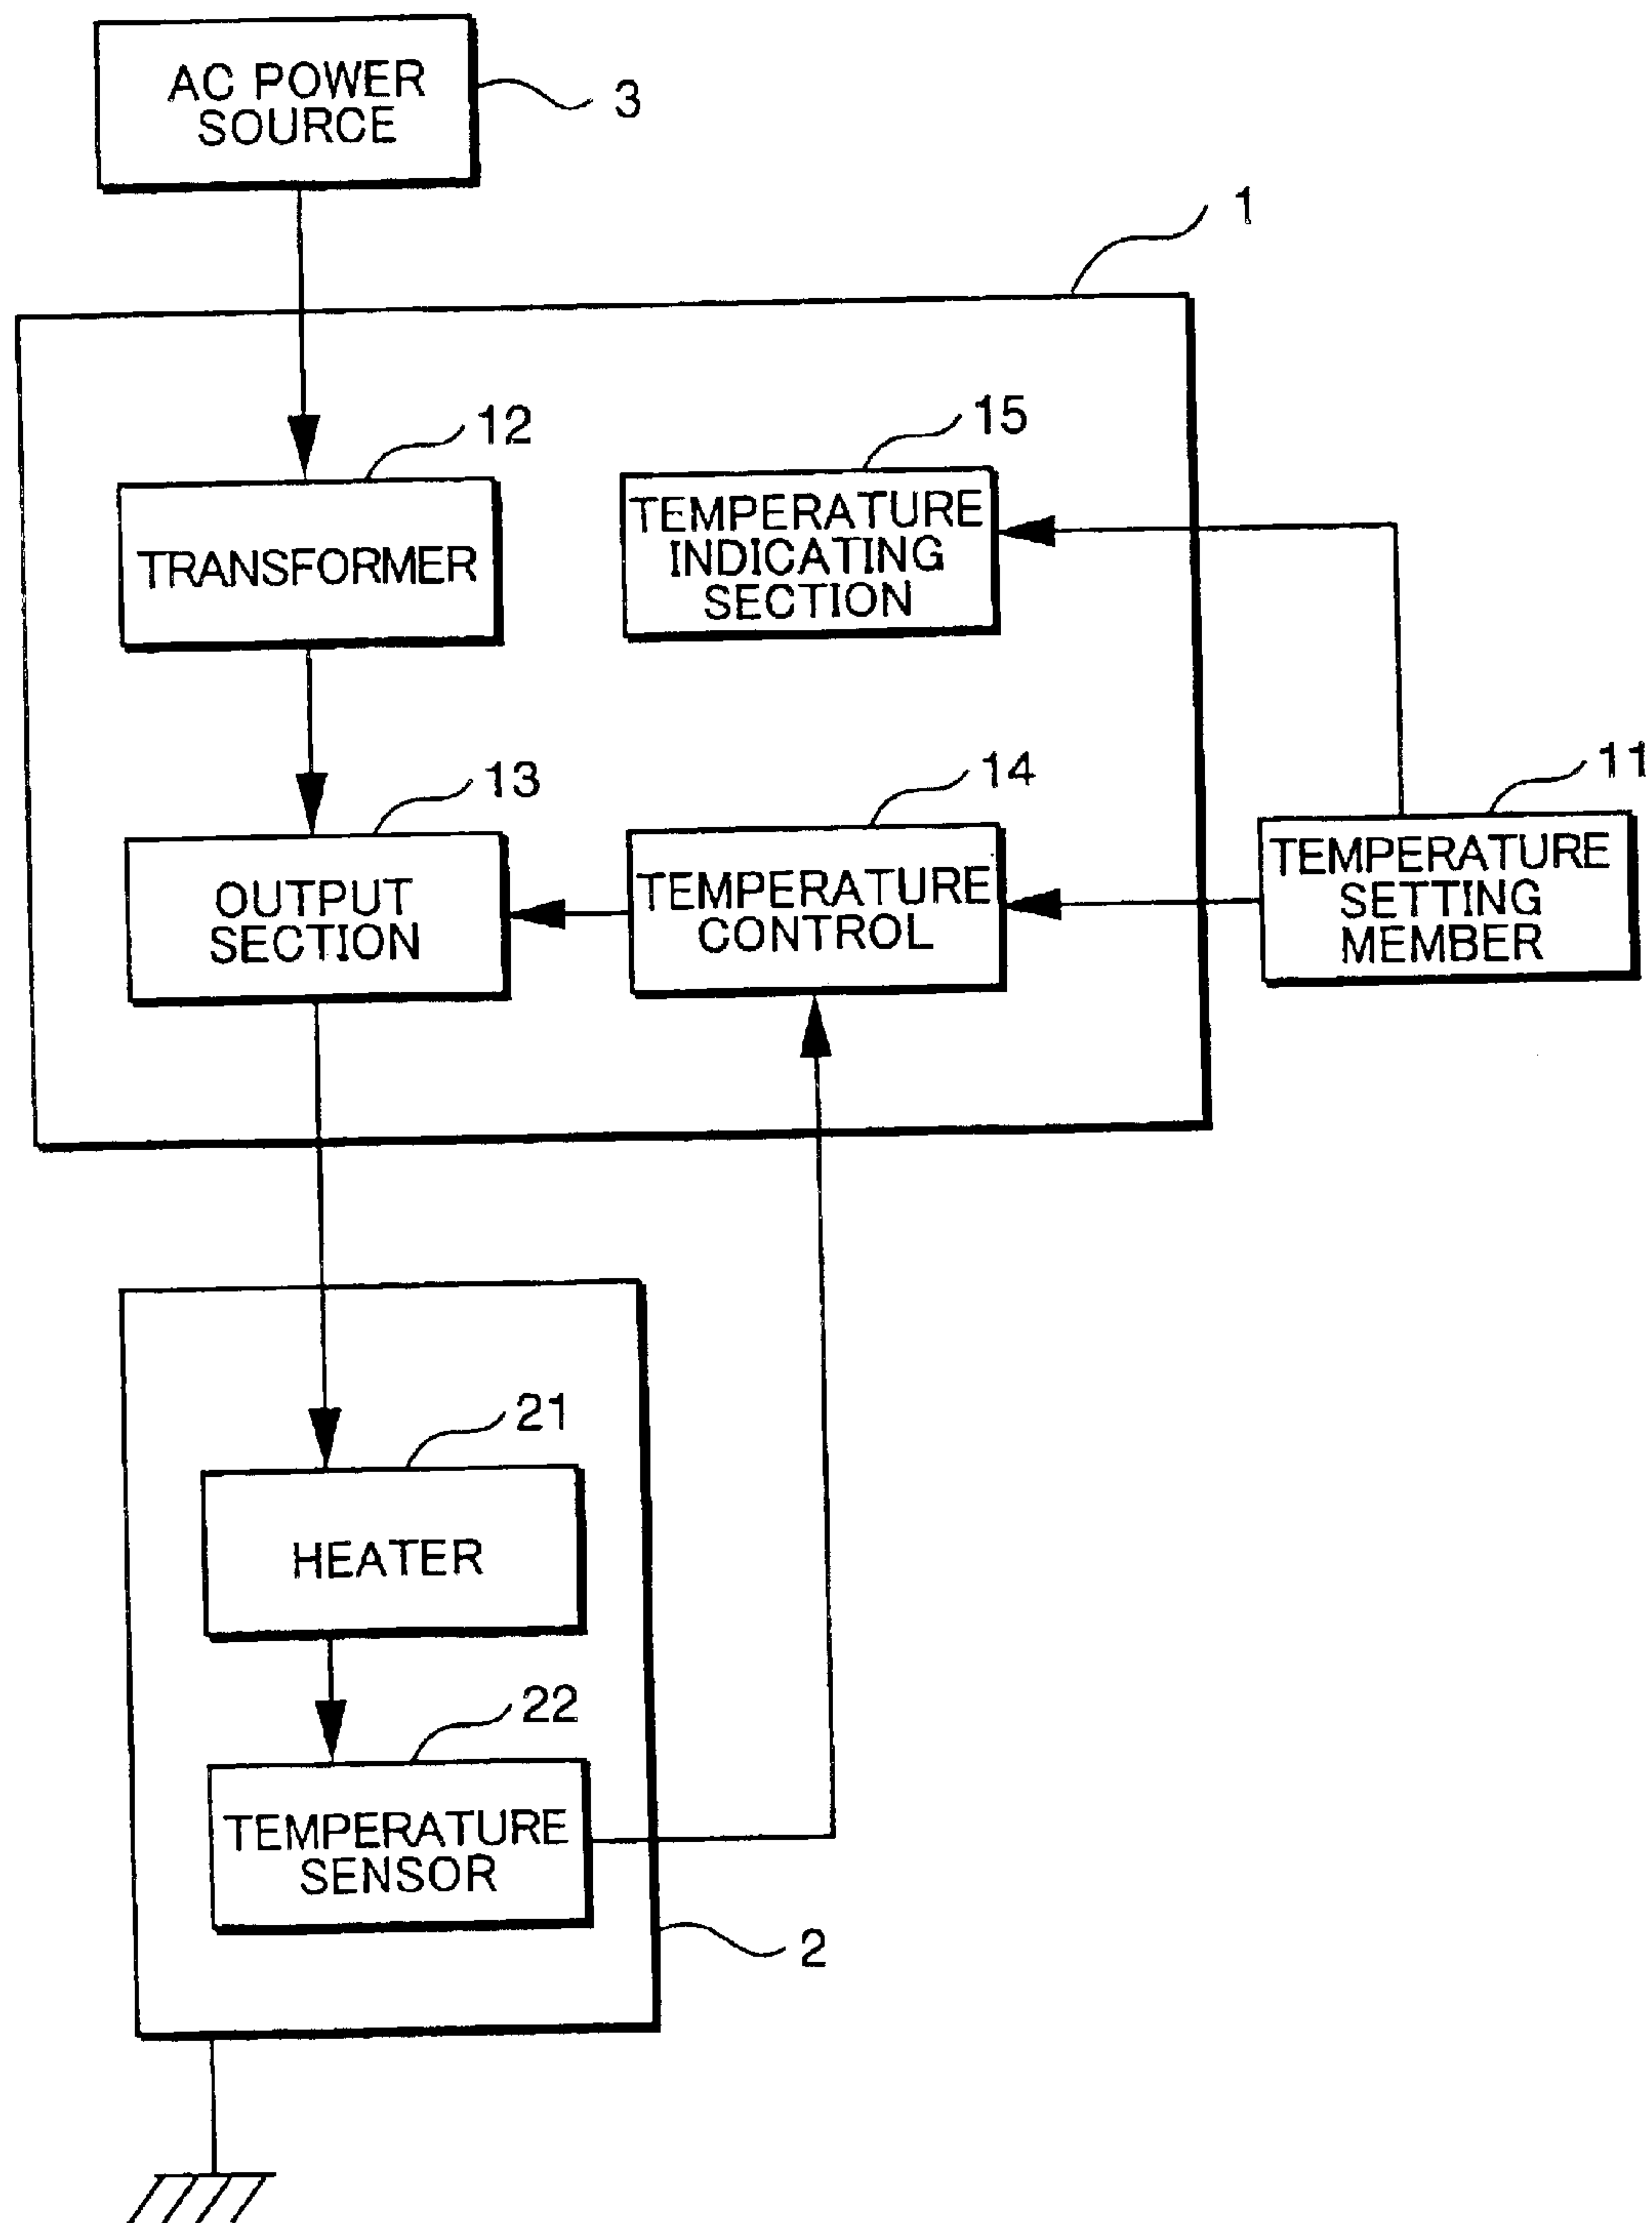 AC POWER
SOURCE
3
1
12
15
TRANSFORMER
TEMPERATURE
INDICATING
SECTION
13
14
11
OUTPUT
SECTION
TEMPERATURE
CONTROL
TEMPERATURE
SETTING
MEMBER
21
HEATER
22
TEMPERATURE
SENSOR
2